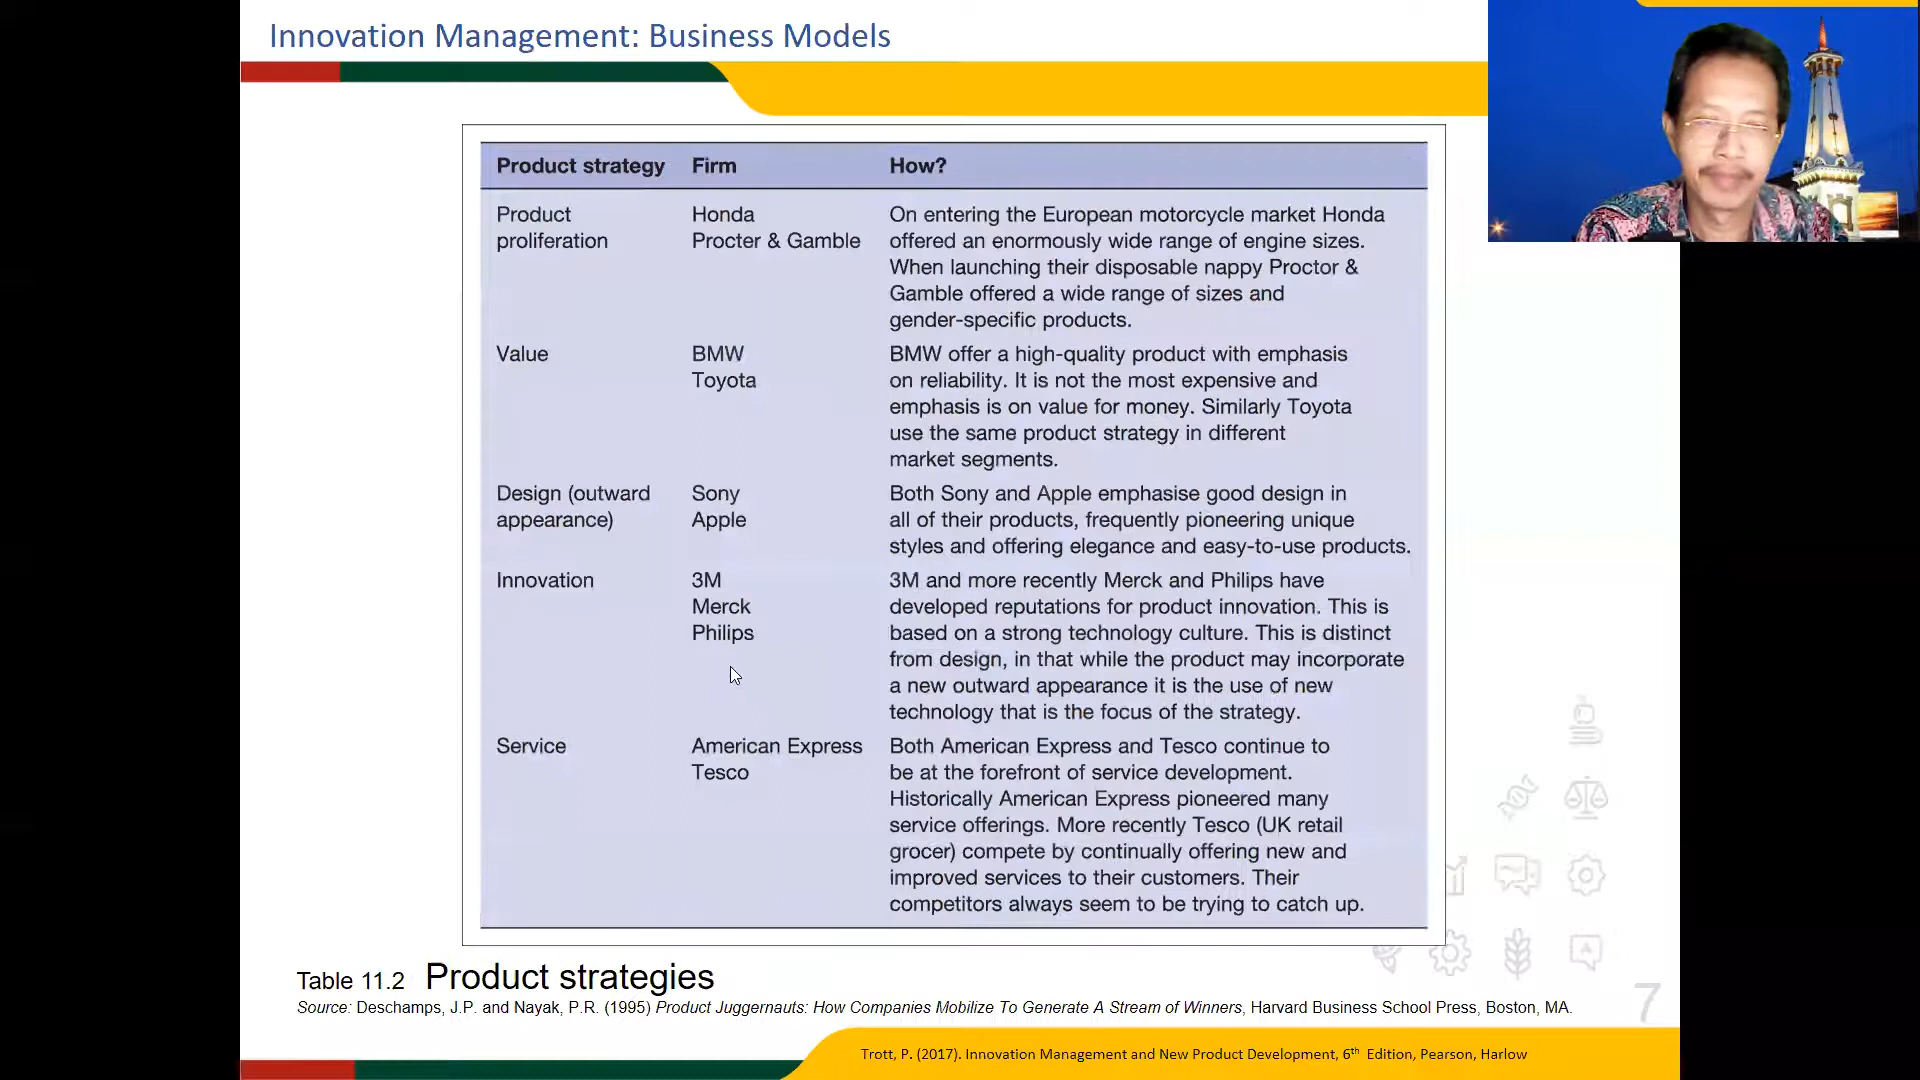 Innovation Management: Business Models
Product strategy Firm How?
Product Honda On entering the European motorcycle market Honda
proliferation Procter & Gamble offered an enormously wide range of engine sizes.
When launching their disposable nappy Proctor &
Gamble offered a wide range of sizes and
gender-specific products.
Value BMW BMW offer a high-quality product with emphasis
Toyota on reliability. It is not the most expensive and
emphasis is on value for money. Similarly Toyota
use the same product strategy in different
market segments.
Design (outward Sony Both Sony and Apple emphasise good design in
appearance) Apple all of their products, frequently pioneering unique
styles and offering elegance and easy-to-use products.
Innovation 3M 3M and more recently Merck and Philips have
Merck developed reputations for product innovation. This is
Philips based on a strong technology culture. This is distinct
from design, in that while the product may incorporate
a new outward appearance it is the use of new
technology that is the focus of the strategy.
Service American Express Both American Express and Tesco continue to
Tesco be at the forefront of service development.
Historically American Express pioneered many
service offerings. More recently Tesco (UK retail
grocer) compete by continually offering new and
improved services to their customers. Their
competitors always seem to be trying to catch up.
Table 11.2 Product strategies
Source: Deschamps, J.P. and Nayak, P.R. (1995) Product Juggernauts: How Companies Mobilize To Generate A Stream of Winners, Harvard Business School Press, Boston, MA.
7
Trott, P. (2017). Innovation Management and New Product Development, 6th Edition, Pearson, Harlow